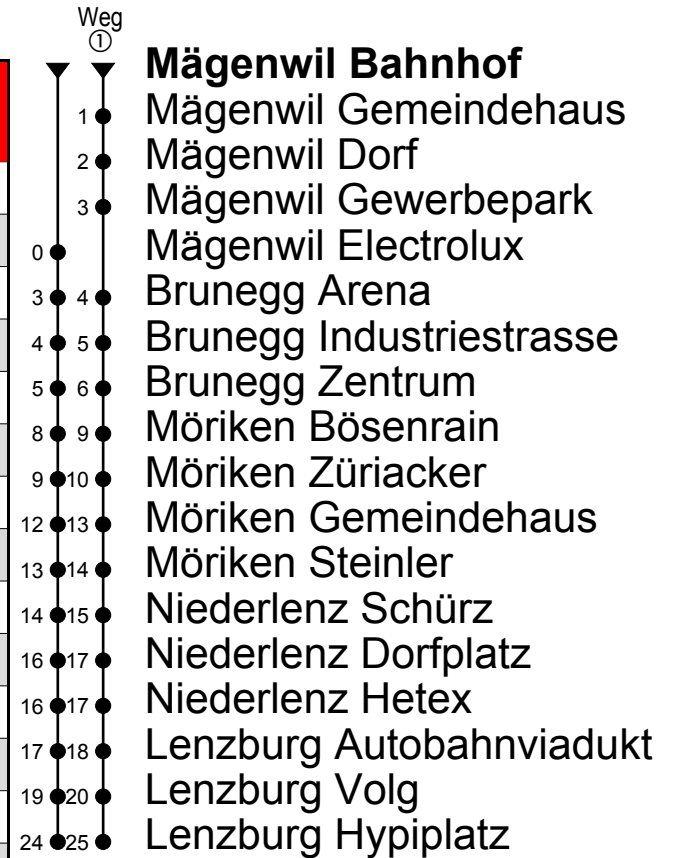 Weg
①
Mägenwil Bahnhof
1 Mägenwil Gemeindehaus
2 Mägenwil Dorf
3 Mägenwil Gewerbepark
0 Mägenwil Electrolux
3 4 Brunegg Arena
4 5 Brunegg Industriestrasse
5 6 Brunegg Zentrum
8 9 Möriken Bösenrain
9 10 Möriken Züriacker
12 13 Möriken Gemeindehaus
13 14 Möriken Steinler
14 15 Niederlenz Schürz
16 17 Niederlenz Dorfplatz
16 17 Niederlenz Hetex
17 18 Lenzburg Autobahnviadukt
19 20 Lenzburg Volg
24 25 Lenzburg Hypiplatz